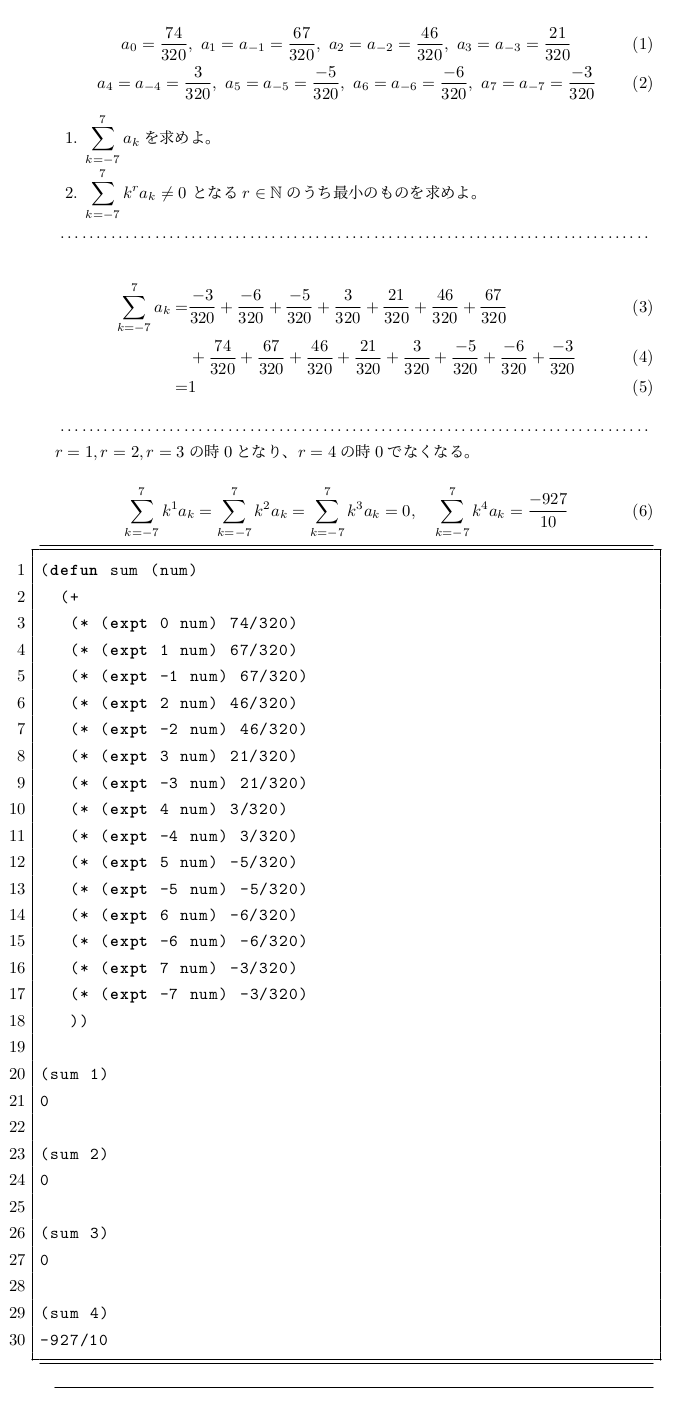 a_0 = \frac{74}{320}, a_1 = a_{-1} = \frac{67}{320}, a_2 = a_{-2} = \frac{46}{320}, a_3 = a_{-3} = \frac{21}{320} (1)
a_4 = a_{-4} = \frac{3}{320}, a_5 = a_{-5} = \frac{-5}{320}, a_6 = a_{-6} = \frac{-6}{320}, a_7 = a_{-7} = \frac{-3}{320} (2)
1. \sum_{k=-7}^{7} a_k を求めよ。
2. \sum_{k=-7}^{7} k^r a_k ≠ 0 となる r ∈ ℕ のうち最小のものを求めよ。
\sum_{k=-7}^{7} a_k = \frac{-3}{320} + \frac{-6}{320} + \frac{-5}{320} + \frac{3}{320} + \frac{21}{320} + \frac{46}{320} + \frac{67}{320} (3)
+ \frac{74}{320} + \frac{67}{320} + \frac{46}{320} + \frac{21}{320} + \frac{3}{320} + \frac{-5}{320} + \frac{-6}{320} + \frac{-3}{320} (4)
=1 (5)
r = 1, r = 2, r = 3 の時 0 となり、r = 4 の時 0 でなくなる。
\sum_{k=-7}^{7} k^1 a_k = \sum_{k=-7}^{7} k^2 a_k = \sum_{k=-7}^{7} k^3 a_k = 0, \sum_{k=-7}^{7} k^4 a_k = \frac{-927}{10} (6)
1 (defun sum (num)
2 (+
3 (* (expt 0 num) 74/320)
4 (* (expt 1 num) 67/320)
5 (* (expt -1 num) 67/320)
6 (* (expt 2 num) 46/320)
7 (* (expt -2 num) 46/320)
8 (* (expt 3 num) 21/320)
9 (* (expt -3 num) 21/320)
10 (* (expt 4 num) 3/320)
11 (* (expt -4 num) 3/320)
12 (* (expt 5 num) -5/320)
13 (* (expt -5 num) -5/320)
14 (* (expt 6 num) -6/320)
15 (* (expt -6 num) -6/320)
16 (* (expt 7 num) -3/320)
17 (* (expt -7 num) -3/320)
18 ))
19
20 (sum 1)
21 0
22
23 (sum 2)
24 0
25
26 (sum 3)
27 0
28
29 (sum 4)
30 -927/10